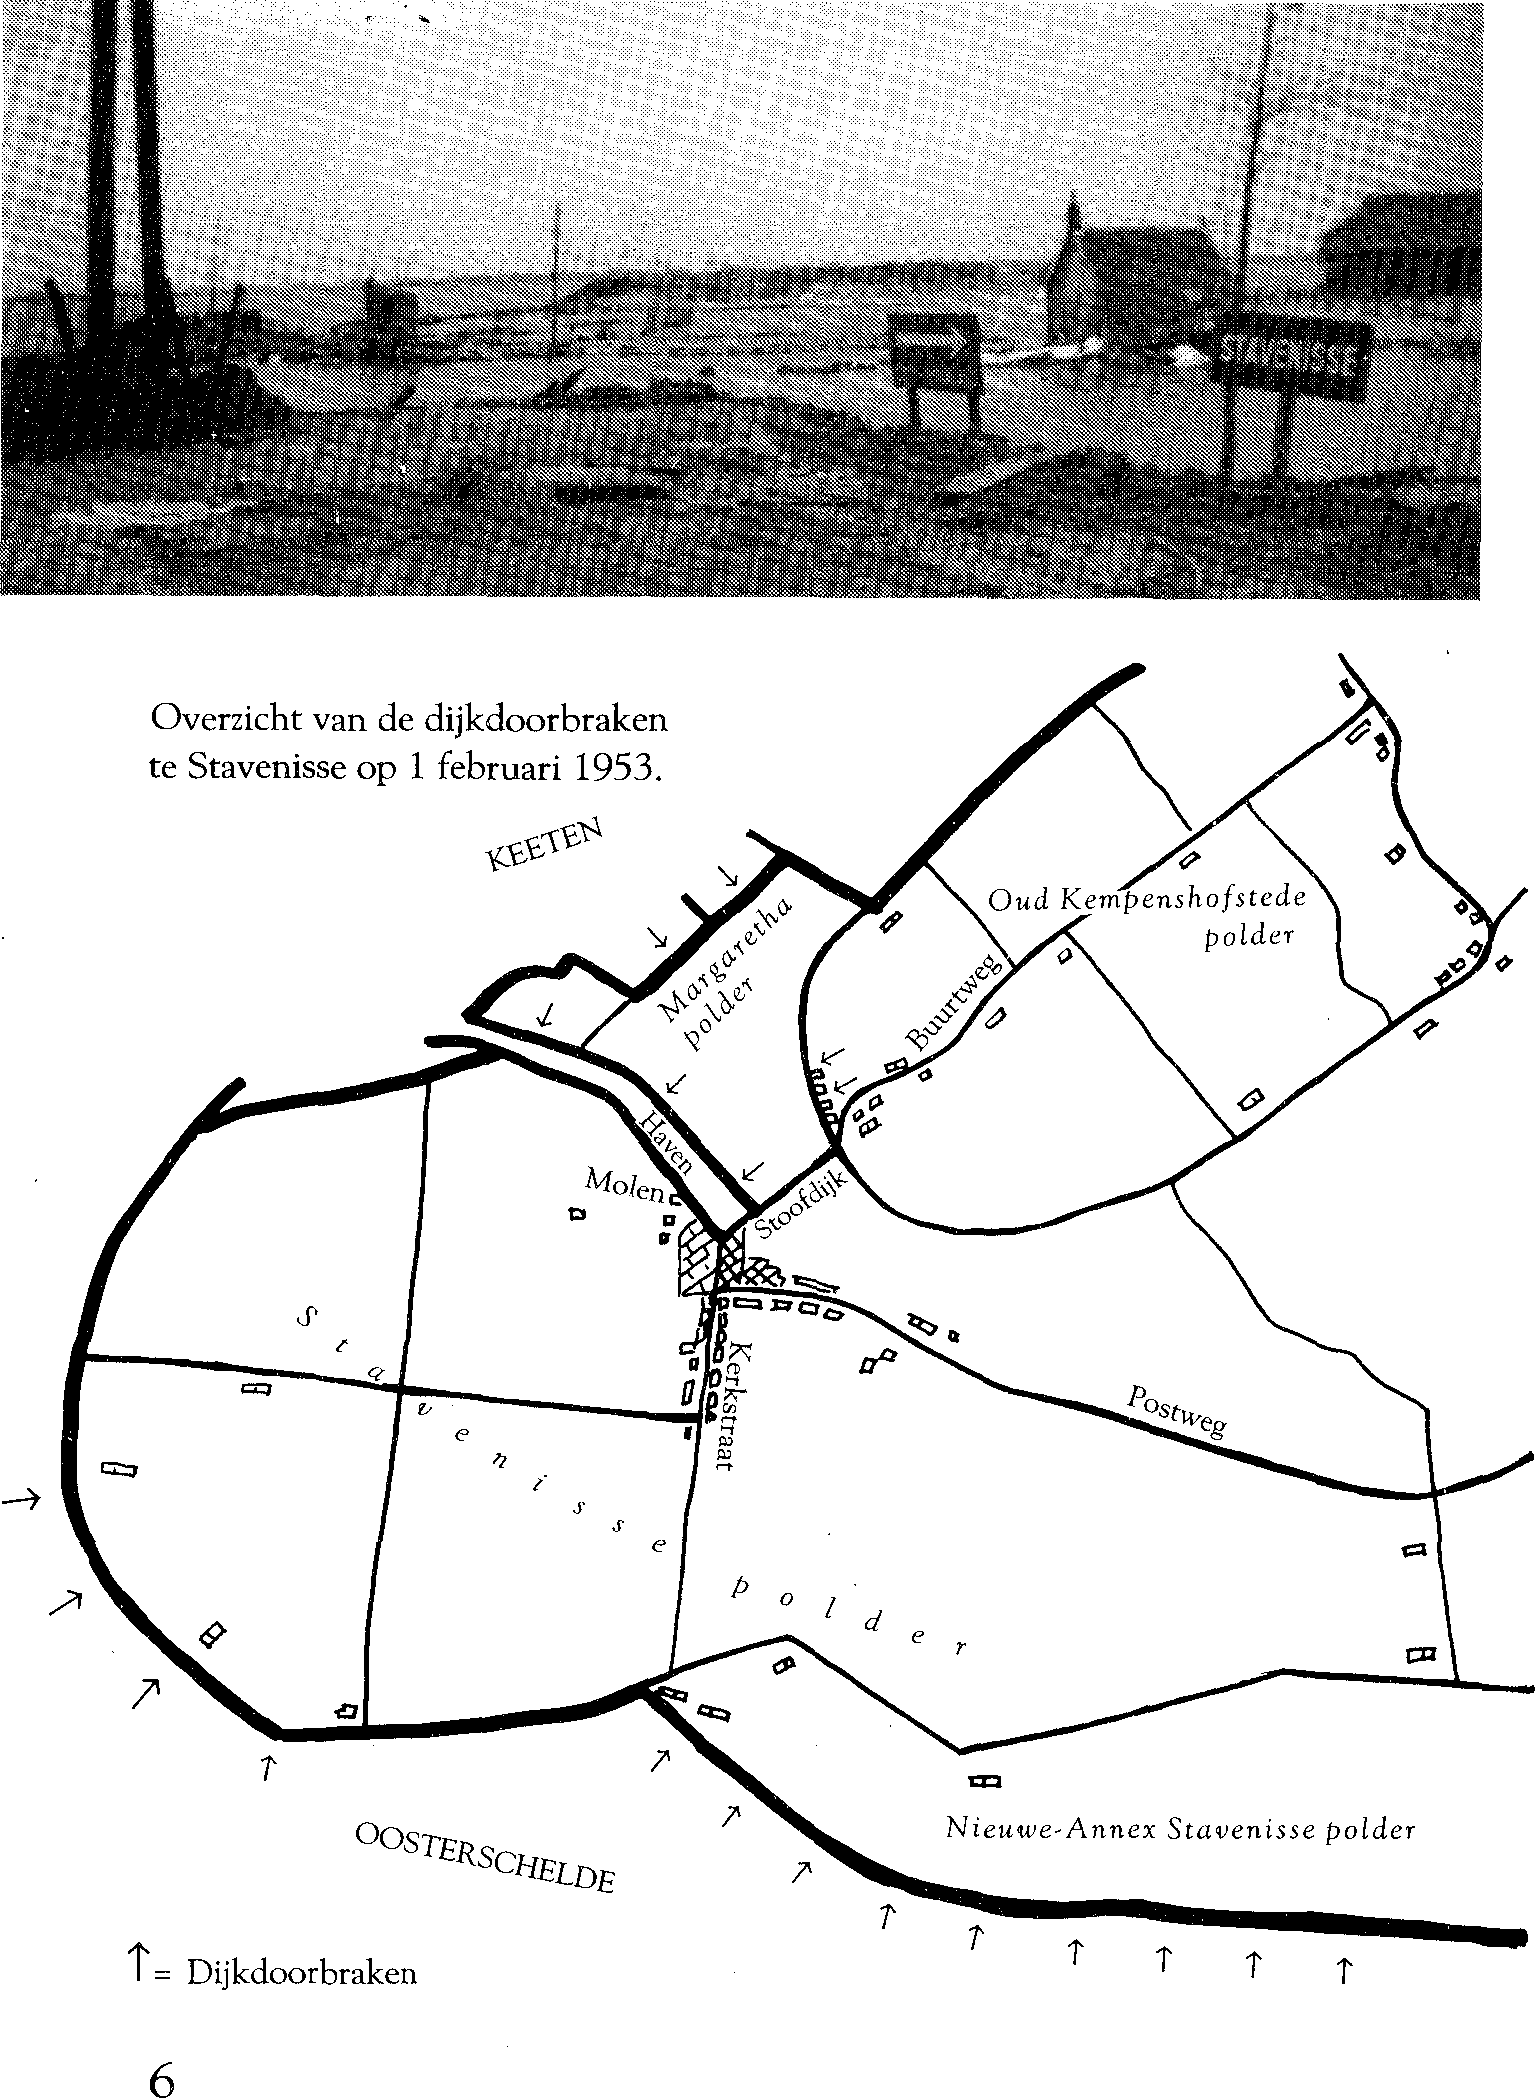 STAVENISSE
Overzicht van de dijkdoorbraken
te Stavenisse op 1 februari 1953.
KEETEN
Margaretha
polder
Oud Kempenshofstede
polder
Buurtweg
Haven
Molen
Stoofdijk
Kerkstraat
Postweg
Stavenisse polder
Nieuwe-Annex Stavenisse polder
OOSTERSCHELDE
↑ = Dijkdoorbraken
6